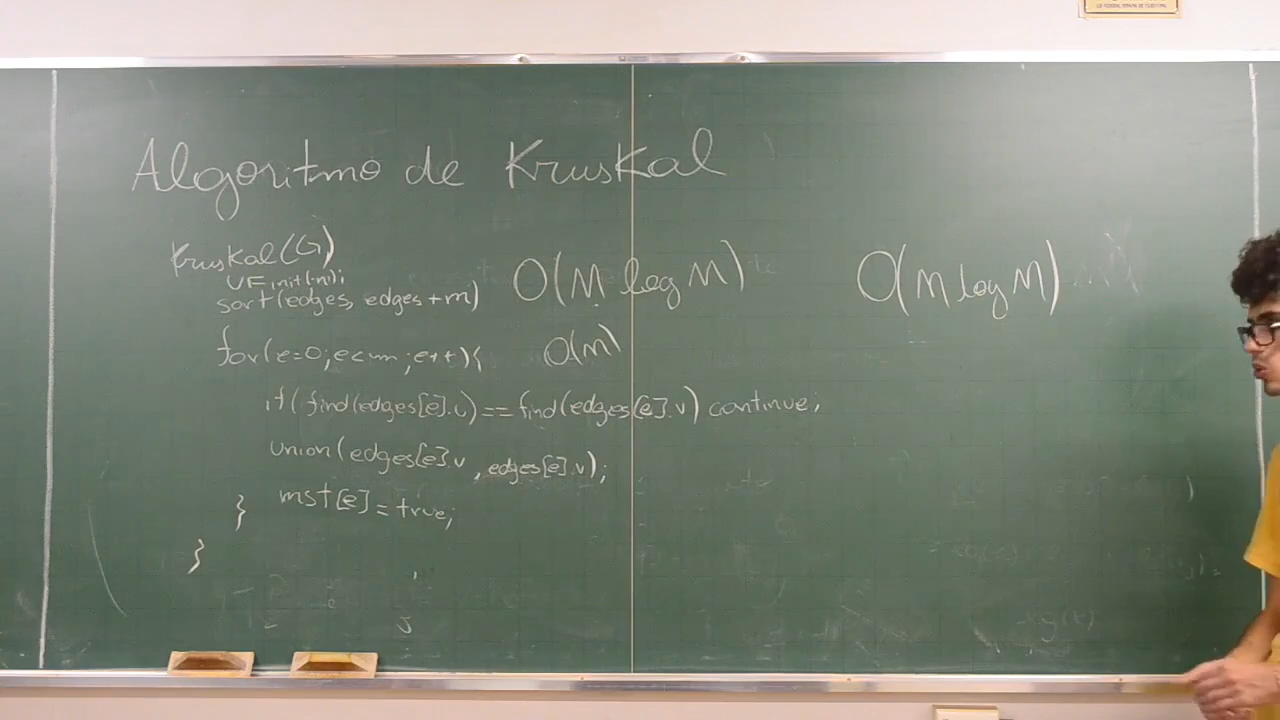 Algoritmo de Kruskal
Kruskal(G)
UF init(n);
sort(edges, edges+m) O(M log M) O(M log M)
for(e=0;e<m;e++){ O(M)
if(find(edges[e].u)==find(edges[e].v) continue;
union(edges[e].v, edges[e].v);
} mst[e]=true;
}